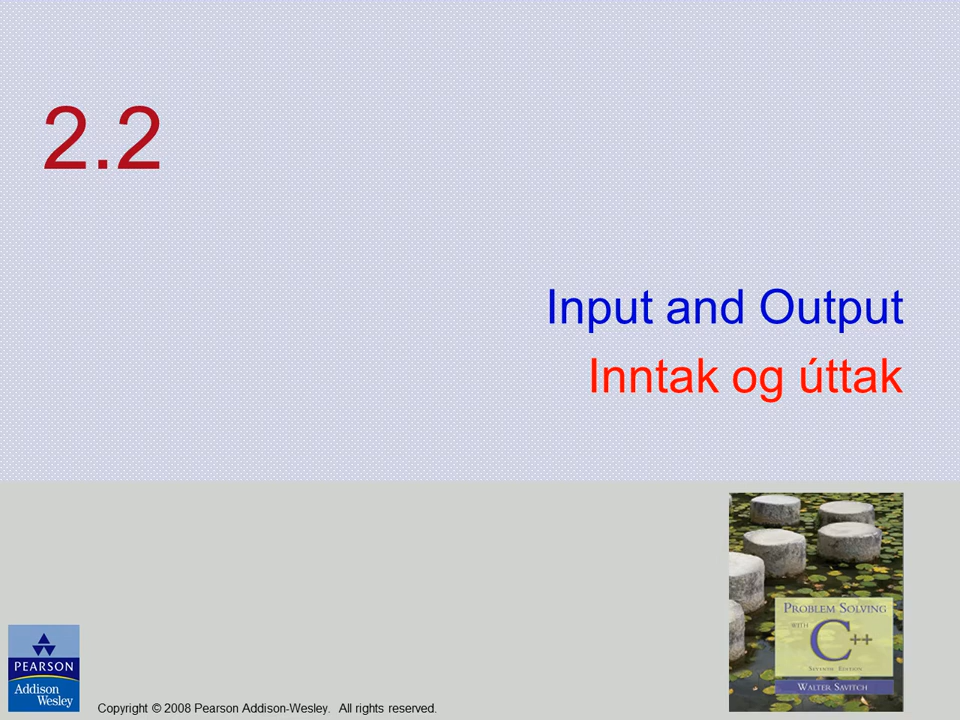 2.2
Input and Output
Inntak og úttak
PROBLEM SOLVING
WITH
C++
SEVENTH EDITION
WALTER SAVITCH
PEARSON
Addison
Wesley
Copyright © 2008 Pearson Addison-Wesley. All rights reserved.